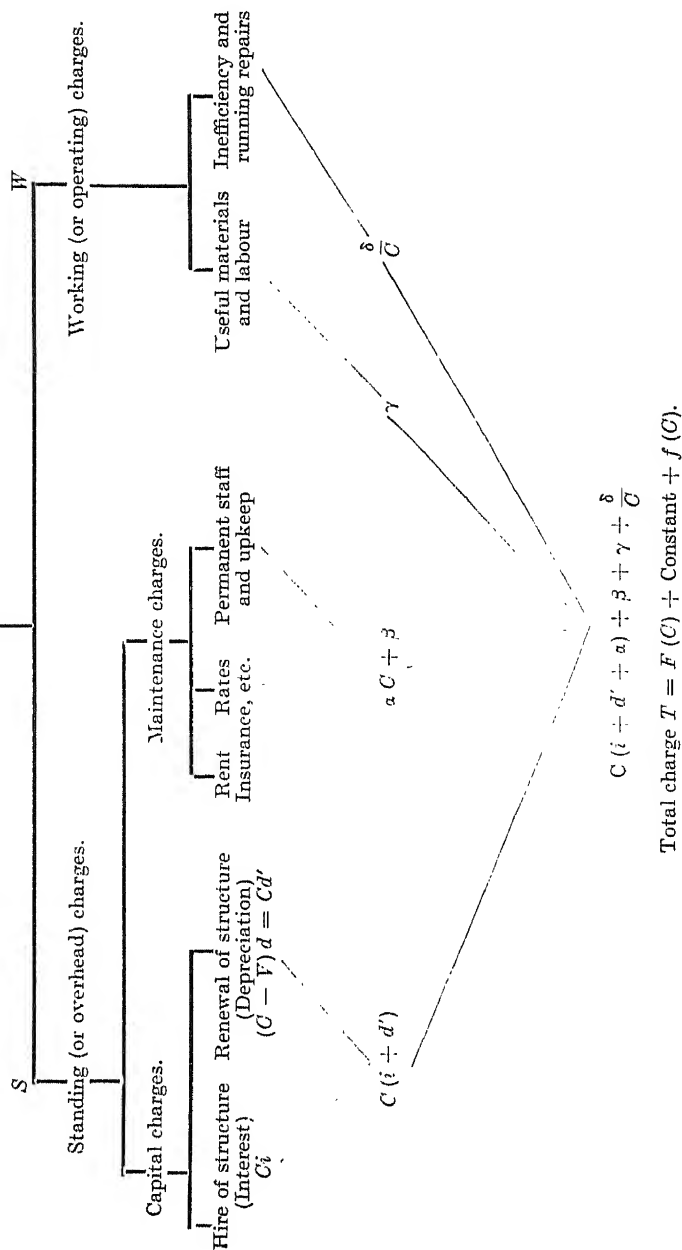 S W
Standing (or overhead) charges. Working (or operating) charges.
Capital charges. Maintenance charges.
Hire of structure
(Interest)
Ci
Renewal of structure
(Depreciation)
(C − V) d = Cd′
Rent Rates
Insurance, etc.
Permanent staff
and upkeep
Useful materials
and labour
Inefficiency and
running repairs
C (i + d′)
α C + β
γ
δ/C
C (i + d′ + a) + β + γ + δ/C
Total charge T = F (C) + Constant + f (C).